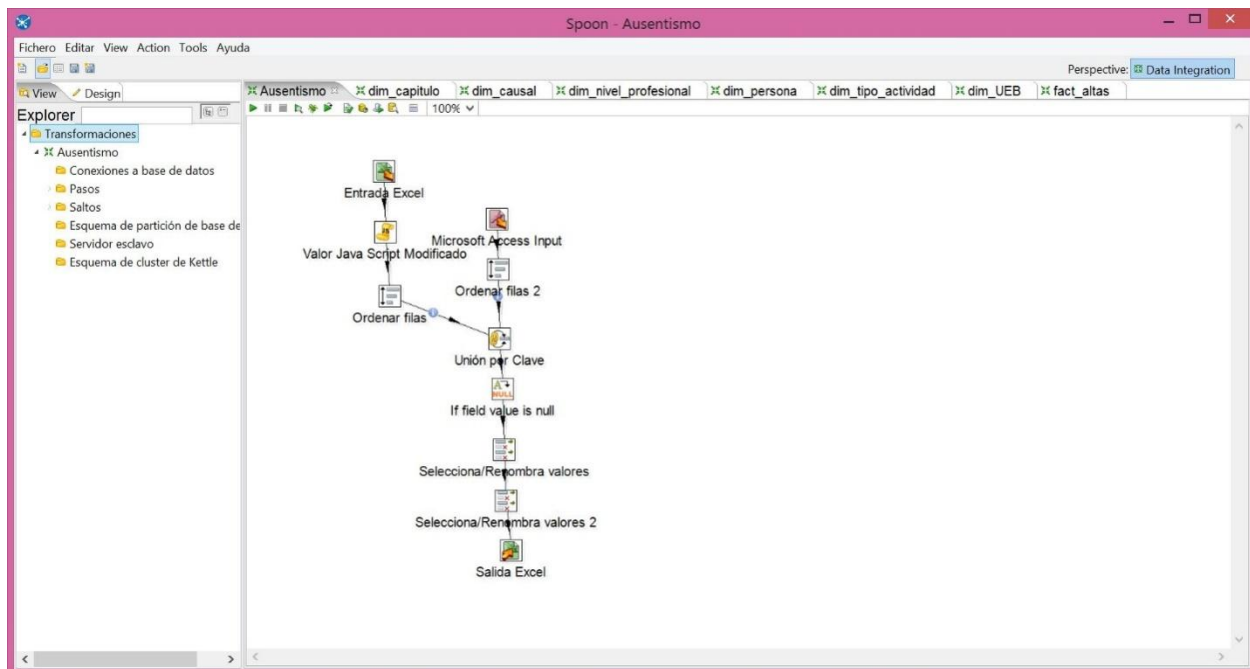 Spoon - Ausentismo
Fichero Editar View Action Tools Ayuda
Perspective: Data Integration
View Design
Ausentismo dim_capitulo dim_causal dim_nivel_profesional dim_persona dim_tipo_actividad dim_UEB fact_altas
Explorer
100%
Transformaciones
Ausentismo
Conexiones a base de datos
Pasos
Saltos
Esquema de partición de base de
Servidor esclavo
Esquema de cluster de Kettle
Entrada Excel
Microsoft Access Input
Valor Java Script Modificado
Ordenar filas 2
Ordenar filas
Unión por Clave
NULL
If field value is null
Selecciona/Renombra valores
Selecciona/Renombra valores 2
Salida Excel